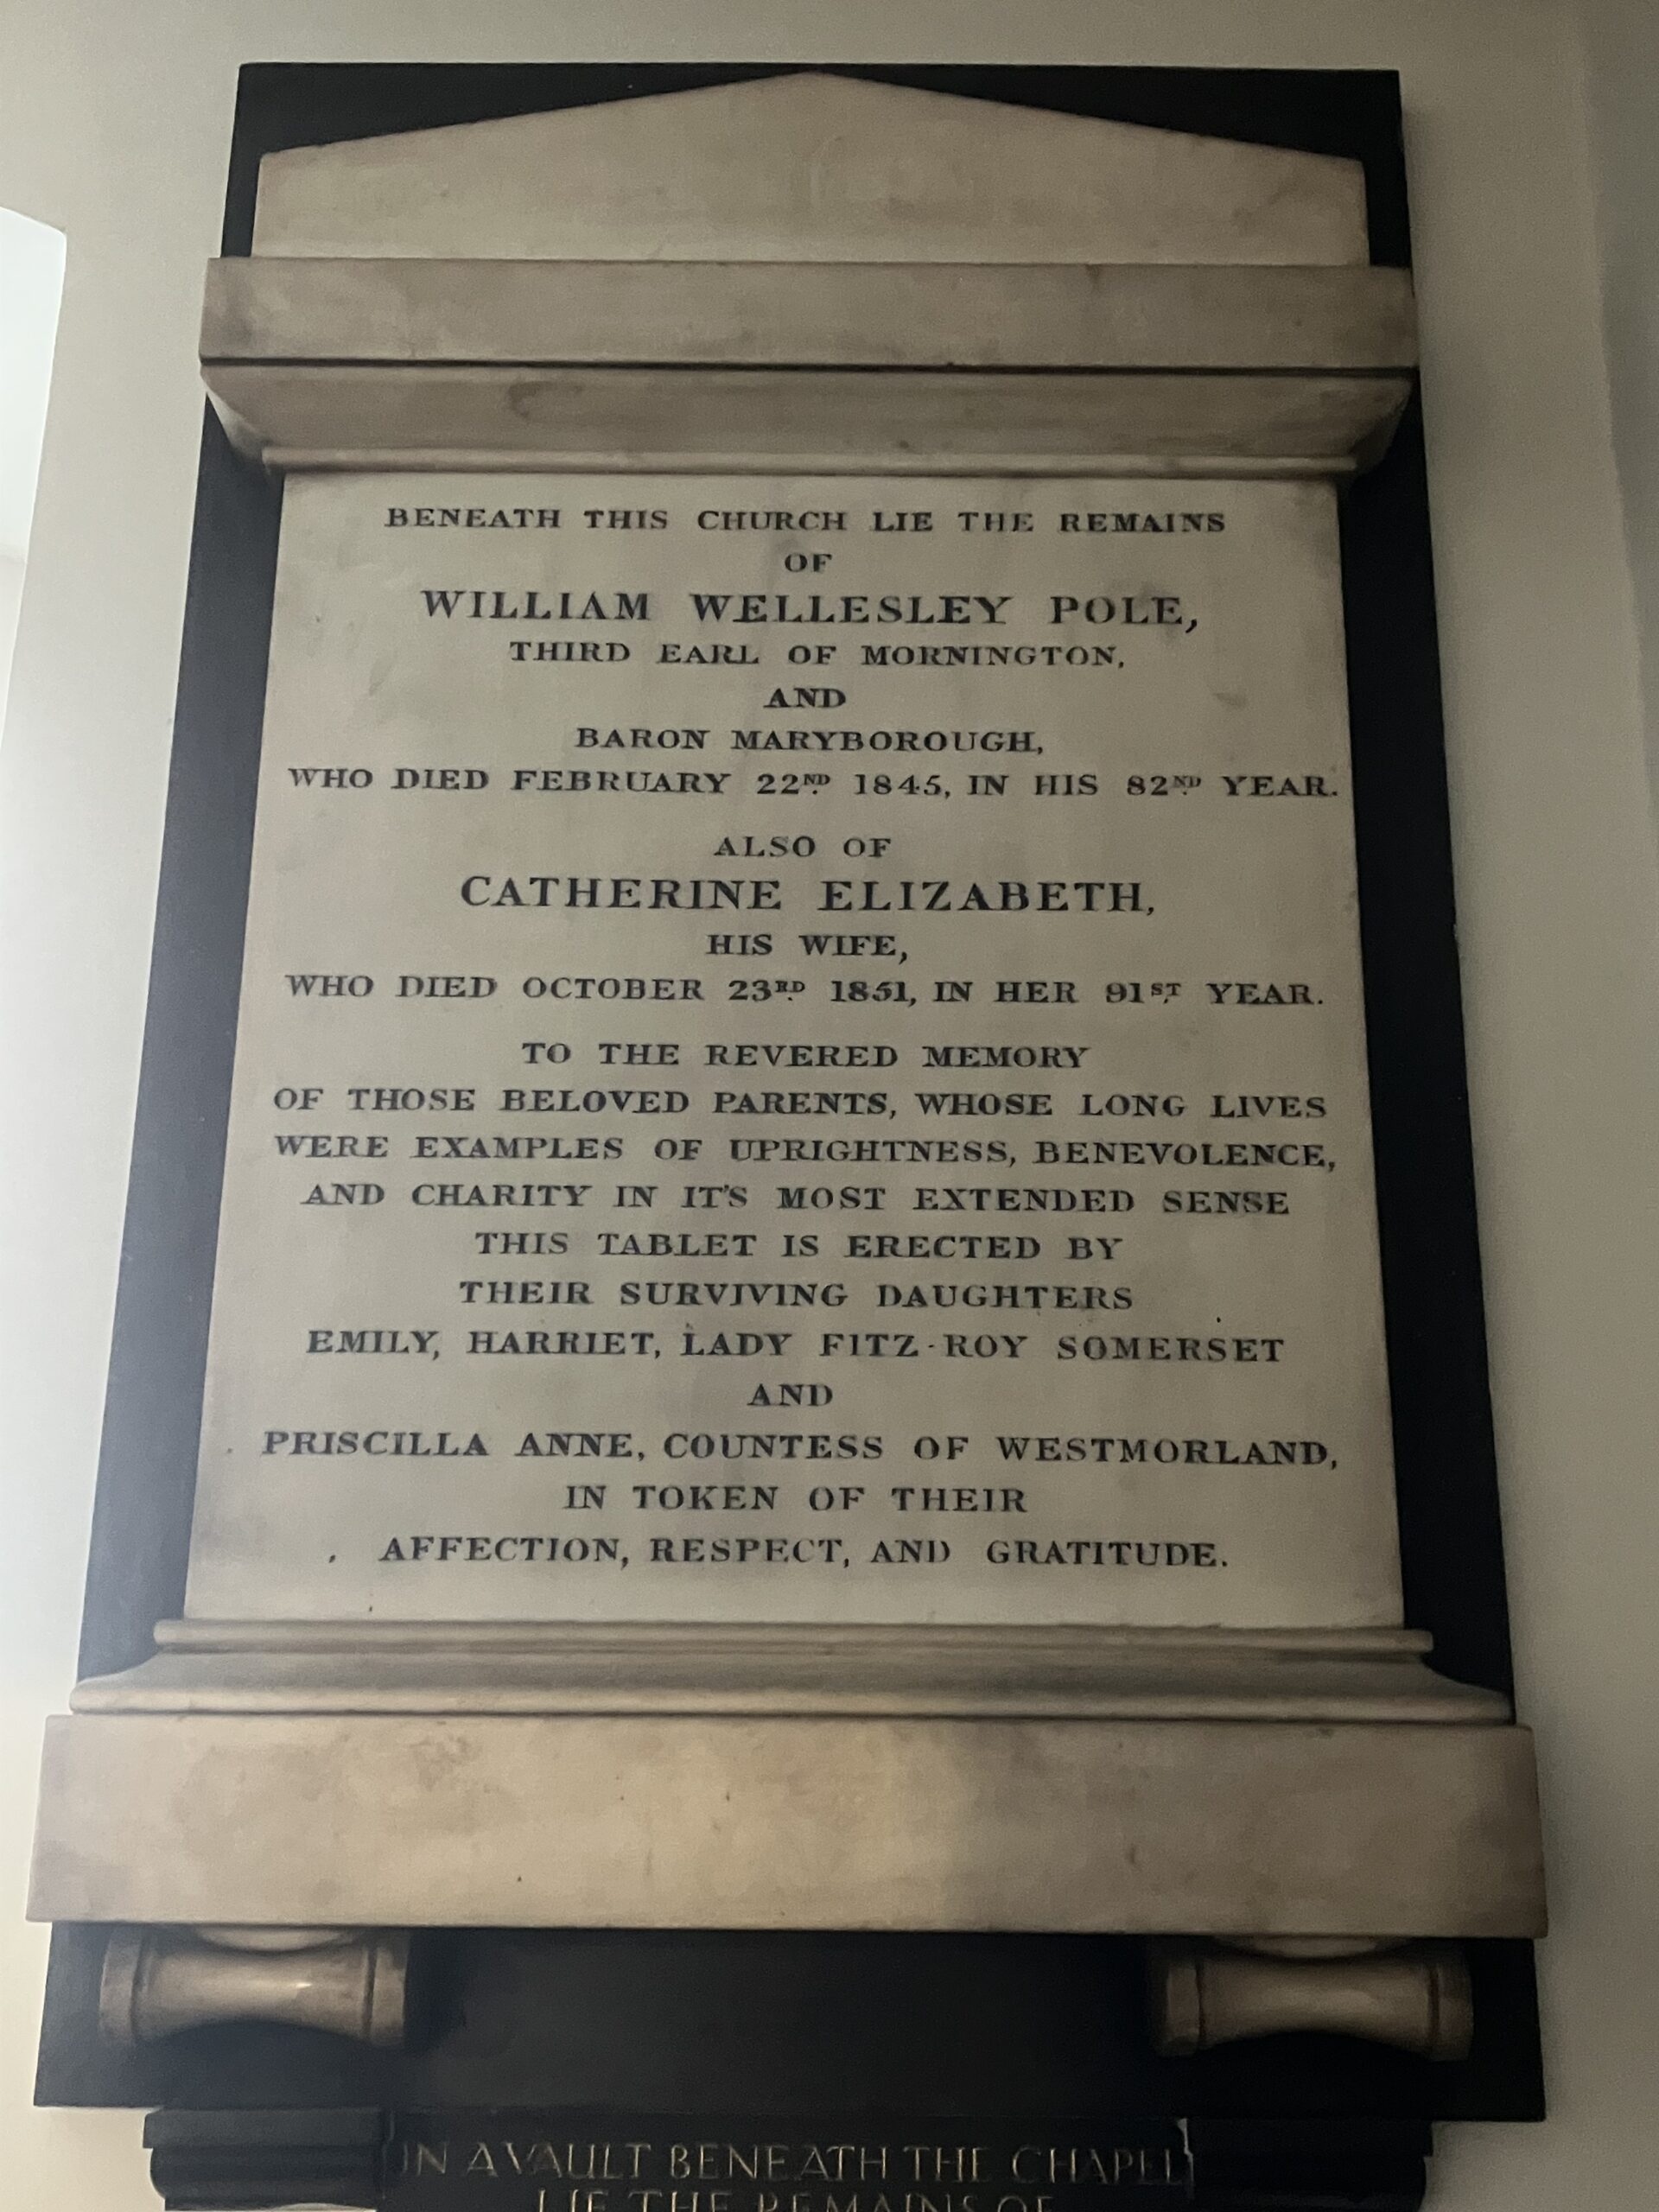 BENEATH THIS CHURCH LIE THE REMAINS
OF
WILLIAM WELLESLEY POLE,
THIRD EARL OF MORNINGTON,
AND
BARON MARYBOROUGH,
WHO DIED FEBRUARY 22ND 1845, IN HIS 82ND YEAR.
ALSO OF
CATHERINE ELIZABETH,
HIS WIFE,
WHO DIED OCTOBER 23RD 1851, IN HER 91ST YEAR.
TO THE REVERED MEMORY
OF THOSE BELOVED PARENTS, WHOSE LONG LIVES
WERE EXAMPLES OF UPRIGHTNESS, BENEVOLENCE,
AND CHARITY IN IT'S MOST EXTENDED SENSE
THIS TABLET IS ERECTED BY
THEIR SURVIVING DAUGHTERS
EMILY, HARRIET, LADY FITZ-ROY SOMERSET
AND
PRISCILLA ANNE, COUNTESS OF WESTMORLAND,
IN TOKEN OF THEIR
AFFECTION, RESPECT, AND GRATITUDE.
IN A VAULT BENEATH THE CHAPEL
LIE THE REMAINS OF